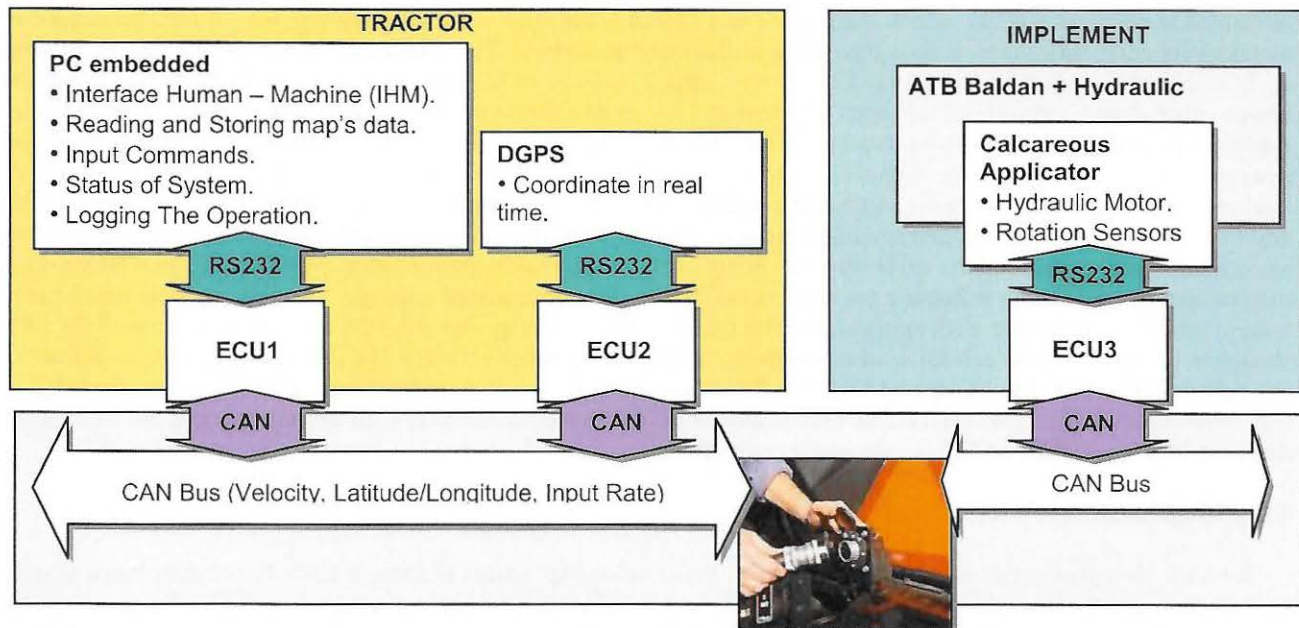 TRACTOR
PC embedded
• Interface Human – Machine (IHM).
• Reading and Storing map's data.
• Input Commands.
• Status of System.
• Logging The Operation.
RS232
ECU1
CAN
DGPS
• Coordinate in real
time.
RS232
ECU2
CAN
IMPLEMENT
ATB Baldan + Hydraulic
Calcareous
Applicator
• Hydraulic Motor.
• Rotation Sensors
RS232
ECU3
CAN
CAN Bus (Velocity, Latitude/Longitude, Input Rate)
CAN Bus